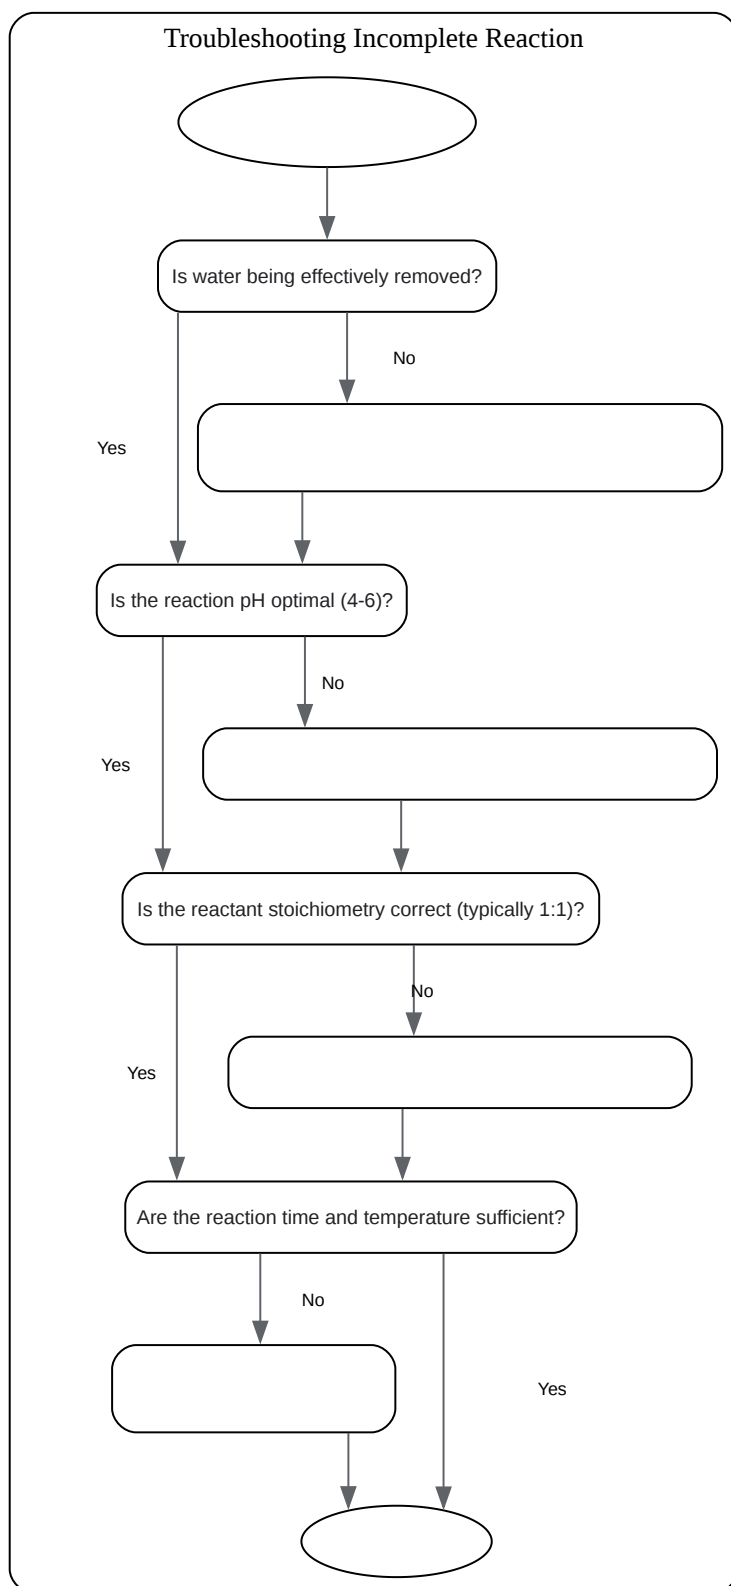 Troubleshooting Incomplete Reaction
Is water being effectively removed?
No
Yes
Is the reaction pH optimal (4-6)?
No
Yes
Is the reactant stoichiometry correct (typically 1:1)?
No
Yes
Are the reaction time and temperature sufficient?
No
Yes